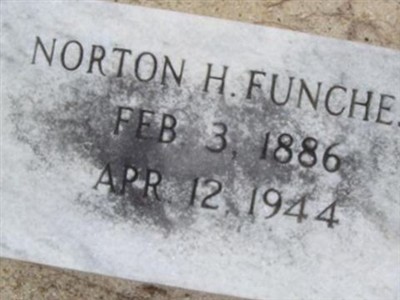 NORTON H. FUNCHE
FEB 3, 1886
APR. 12, 1944